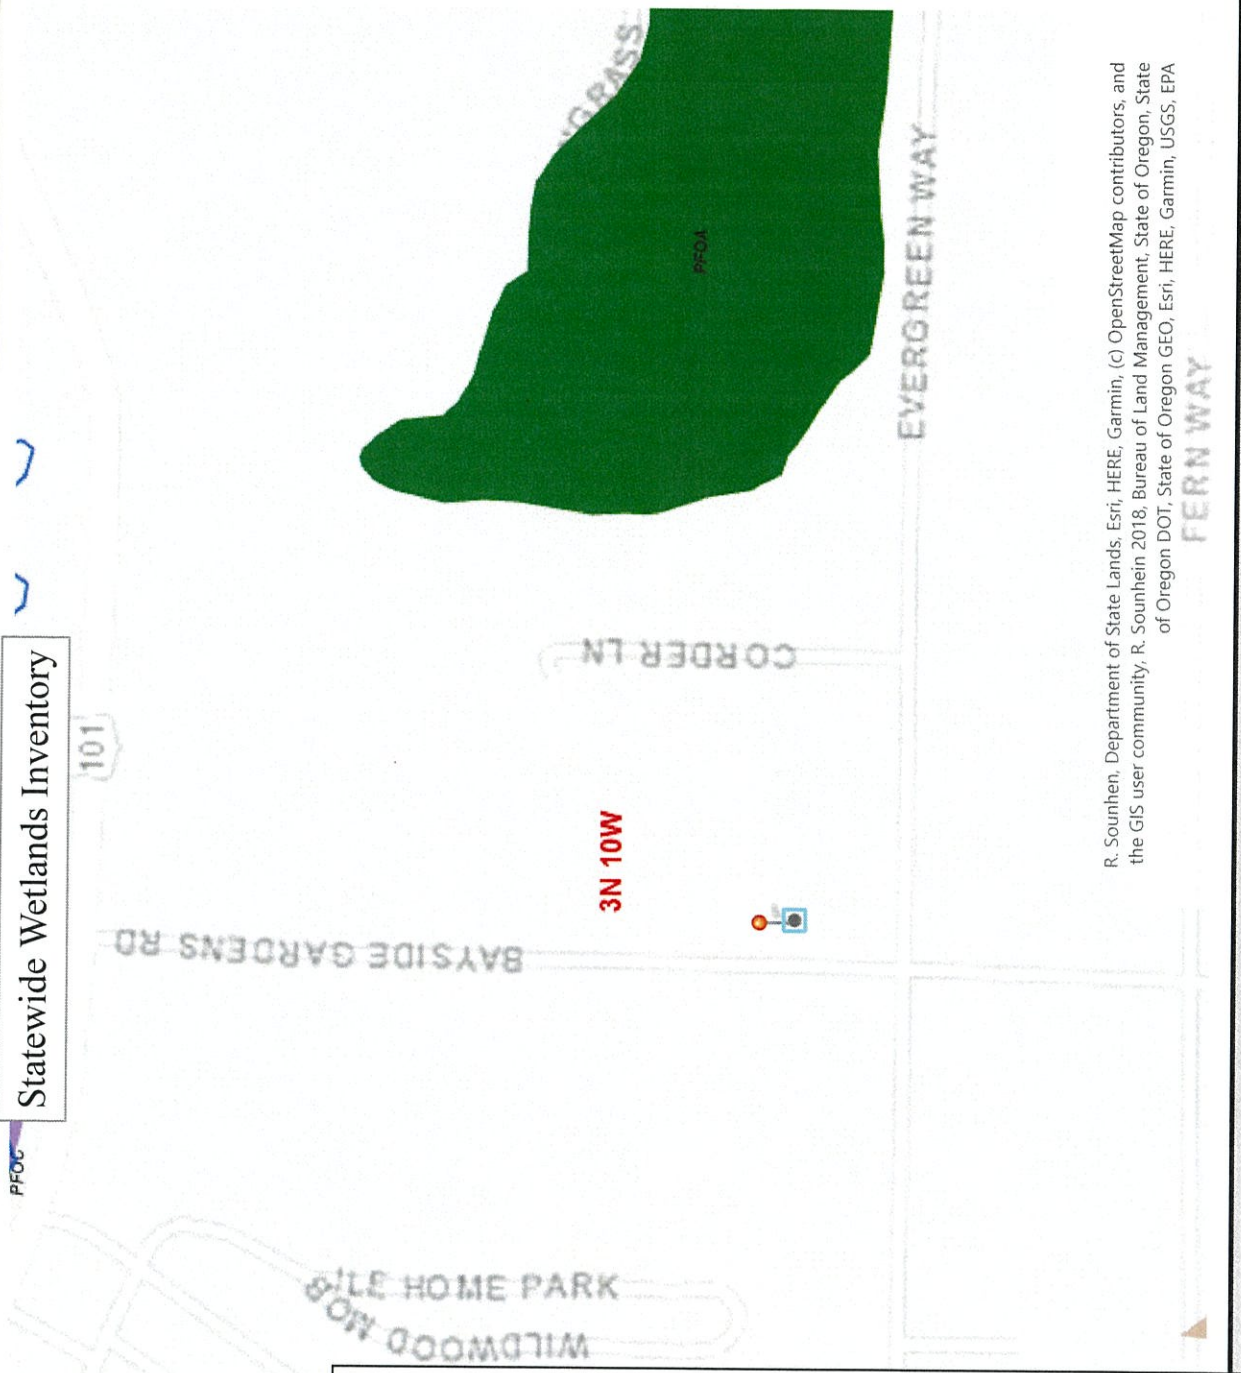 Statewide Wetlands Inventory
PFOC
101
BAYSIDE GARDENS RD
3N 10W
CORDER LN
PFOA
EVERGREEN WAY
FERN WAY
WILDWOOD MOB
ILE HOME PARK
GRASS
R. Sounhen, Department of State Lands, Esri, HERE, Garmin, (c) OpenStreetMap contributors, and
the GIS user community, R. Sounhein 2018, Bureau of Land Management, State of Oregon, State
of Oregon DOT, State of Oregon GEO, Esri, HERE, Garmin, USGS, EPA